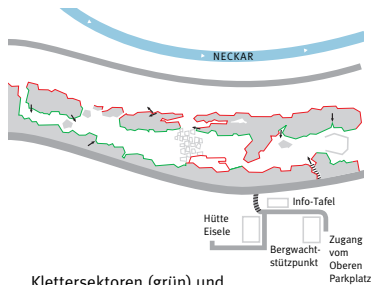 NECKAR
Info-Tafel
Hütte
Eisele
Bergwacht-
stützpunkt
Zugang
vom
Oberen
Parkplatz
Klettersektoren (grün) und